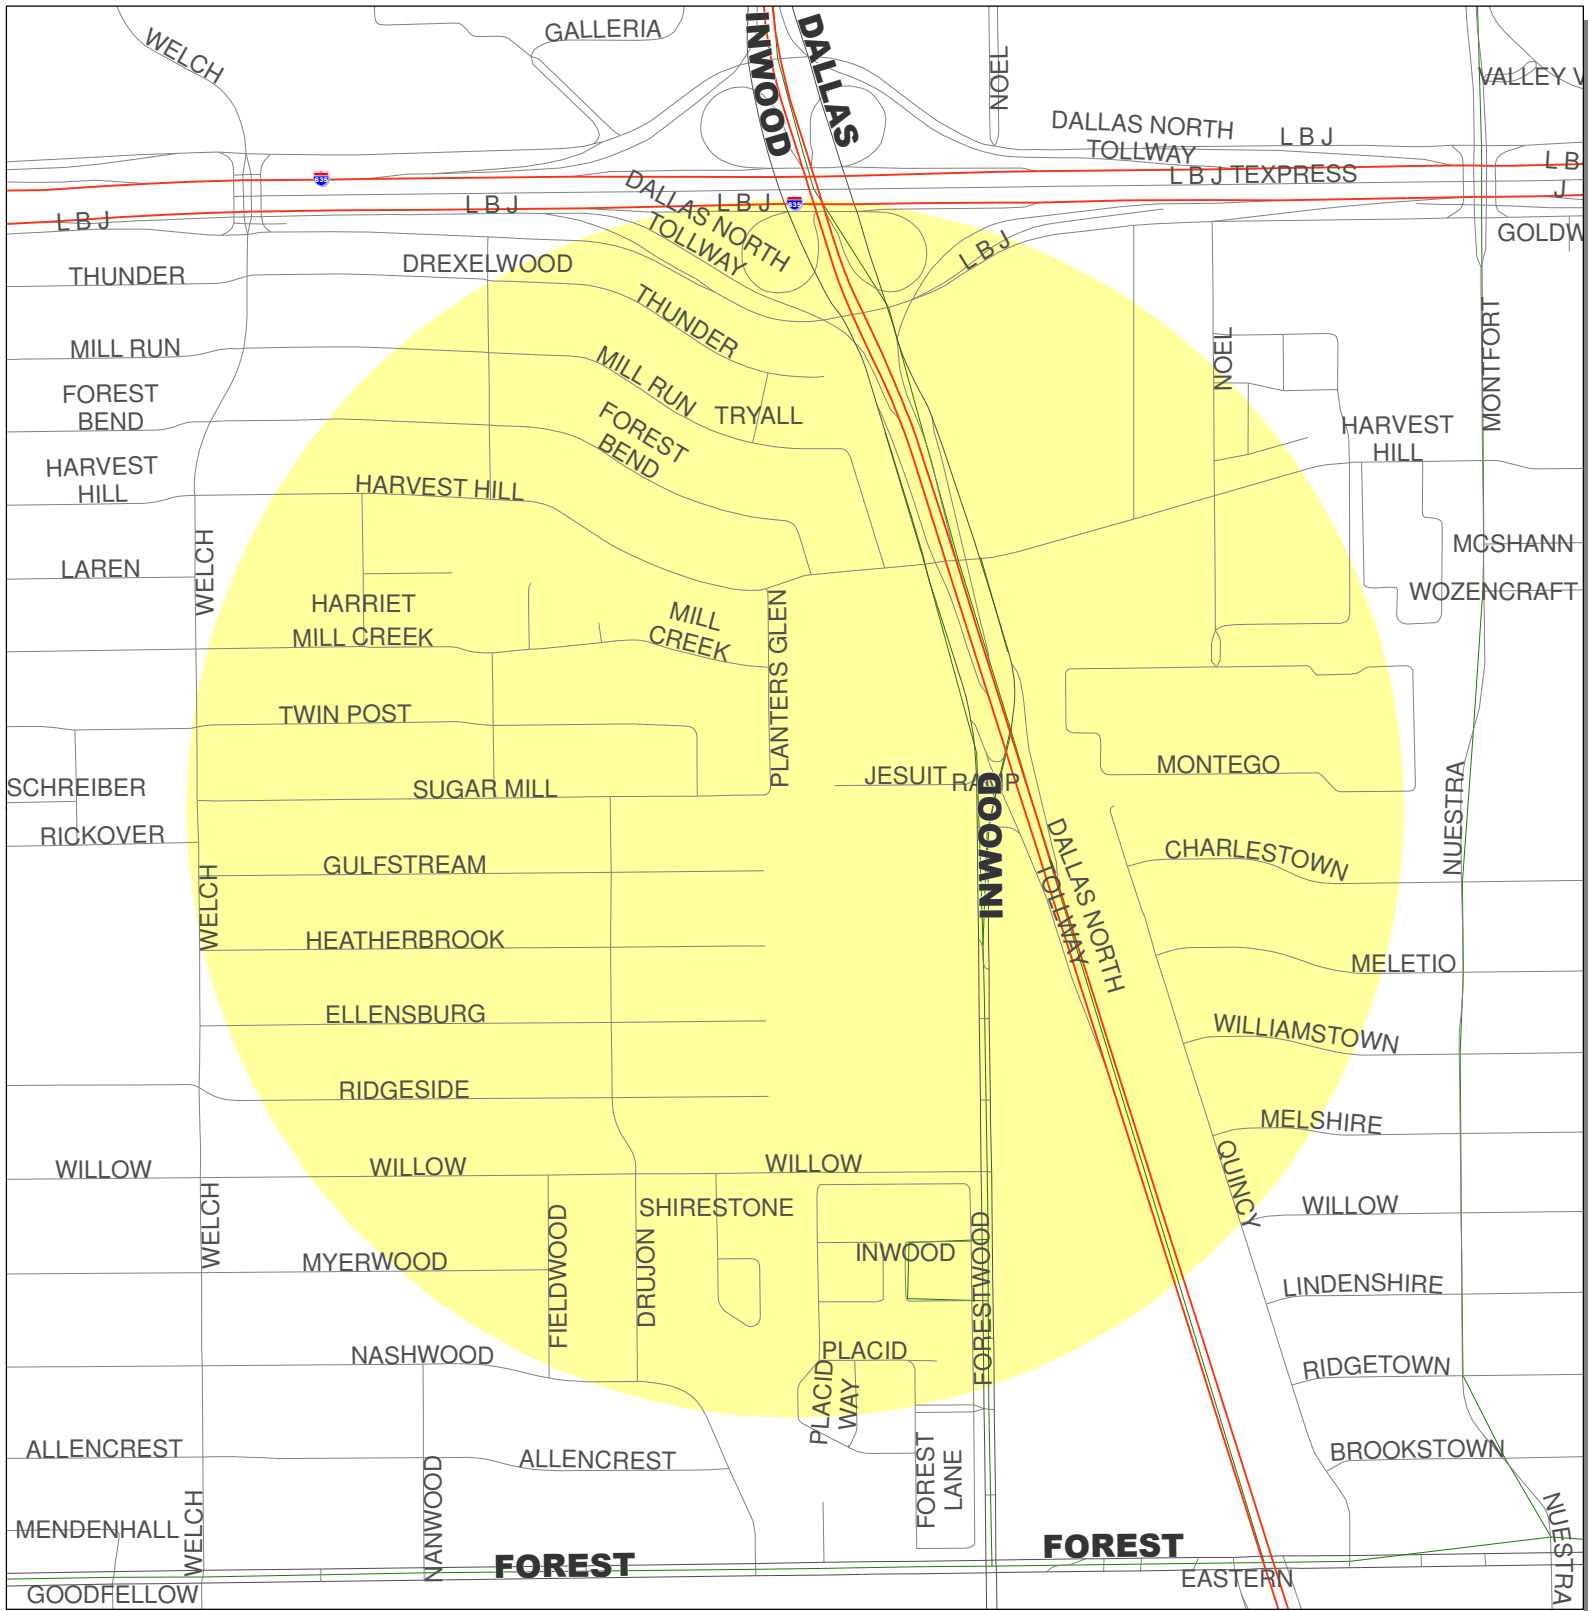 WELCH
GALLERIA
INWOOD
DALLAS
NOEL
VALLEY V
DALLAS NORTH
TOLLWAY
L B J
L B
J
L B J TEXPRESS
635
635
L B J
L B J
L B J
DALLAS NORTH
TOLLWAY
L B J
GOLDW
THUNDER
DREXELWOOD
THUNDER
MILL RUN
MILL RUN
NOEL
MONTFORT
FOREST
BEND
TRYALL
FOREST
BEND
HARVEST
HILL
HARVEST
HILL
HARVEST HILL
WELCH
MCSHANN
LAREN
WOZENCRAFT
HARRIET
MILL CREEK
MILL
CREEK
PLANTERS GLEN
TWIN POST
SCHREIBER
SUGAR MILL
JESUIT
MONTEGO
NUESTRA
RICKOVER
INWOOD
DALLAS NORTH
TOLLWAY
CHARLESTOWN
GULFSTREAM
WELCH
HEATHERBROOK
MELETIO
ELLENSBURG
WILLIAMSTOWN
RIDGESIDE
MELSHIRE
WILLOW
WILLOW
WILLOW
QUINCY
WELCH
SHIRESTONE
WILLOW
MYERWOOD
FIELDWOOD
DRUJON
INWOOD
FORESTWOOD
LINDENSHIRE
NASHWOOD
PLACID
PLACID
WAY
RIDGETOWN
ALLENCREST
ALLENCREST
FOREST
LANE
BROOKSTOWN
NANWOOD
WELCH
MENDENHALL
NUESTRA
FOREST
FOREST
EASTERN
GOODFELLOW